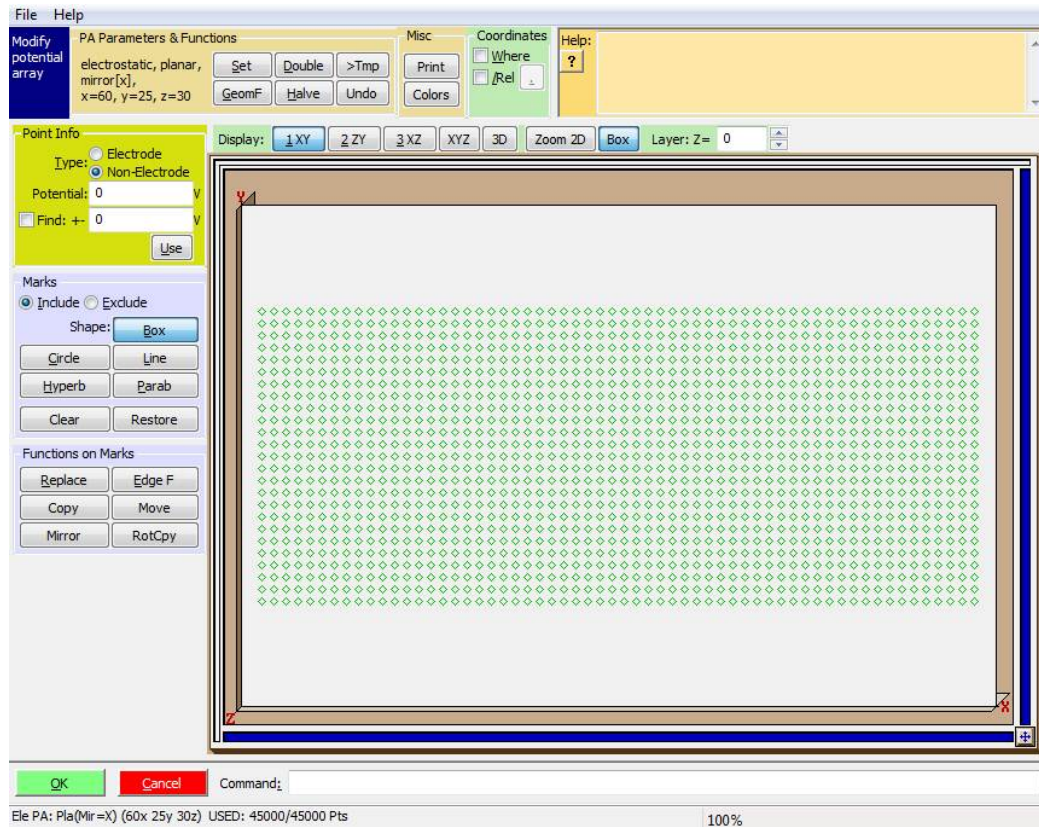 File Help
Modify potential array
PA Parameters & Functions
electrostatic, planar,
mirror[x],
x=60, y=25, z=30
Set Double >Tmp
GeomF Halve Undo
Misc
Print
Colors
Coordinates
Where
/Rel .
Help:
?
Point Info
Type: Electrode
Non-Electrode
Potential: 0 V
Find: +- 0 V
Use
Display: 1 XY 2 ZY 3 XZ XYZ 3D Zoom 2D Box Layer: Z= 0
Y
Z
X
Marks
Include Exclude
Shape: Box
Circle Line
Hyperb Parab
Clear Restore
Functions on Marks
Replace Edge F
Copy Move
Mirror RotCpy
OK Cancel Command:
Ele PA: Pla(Mir=X) (60x 25y 30z) USED: 45000/45000 Pts 100%